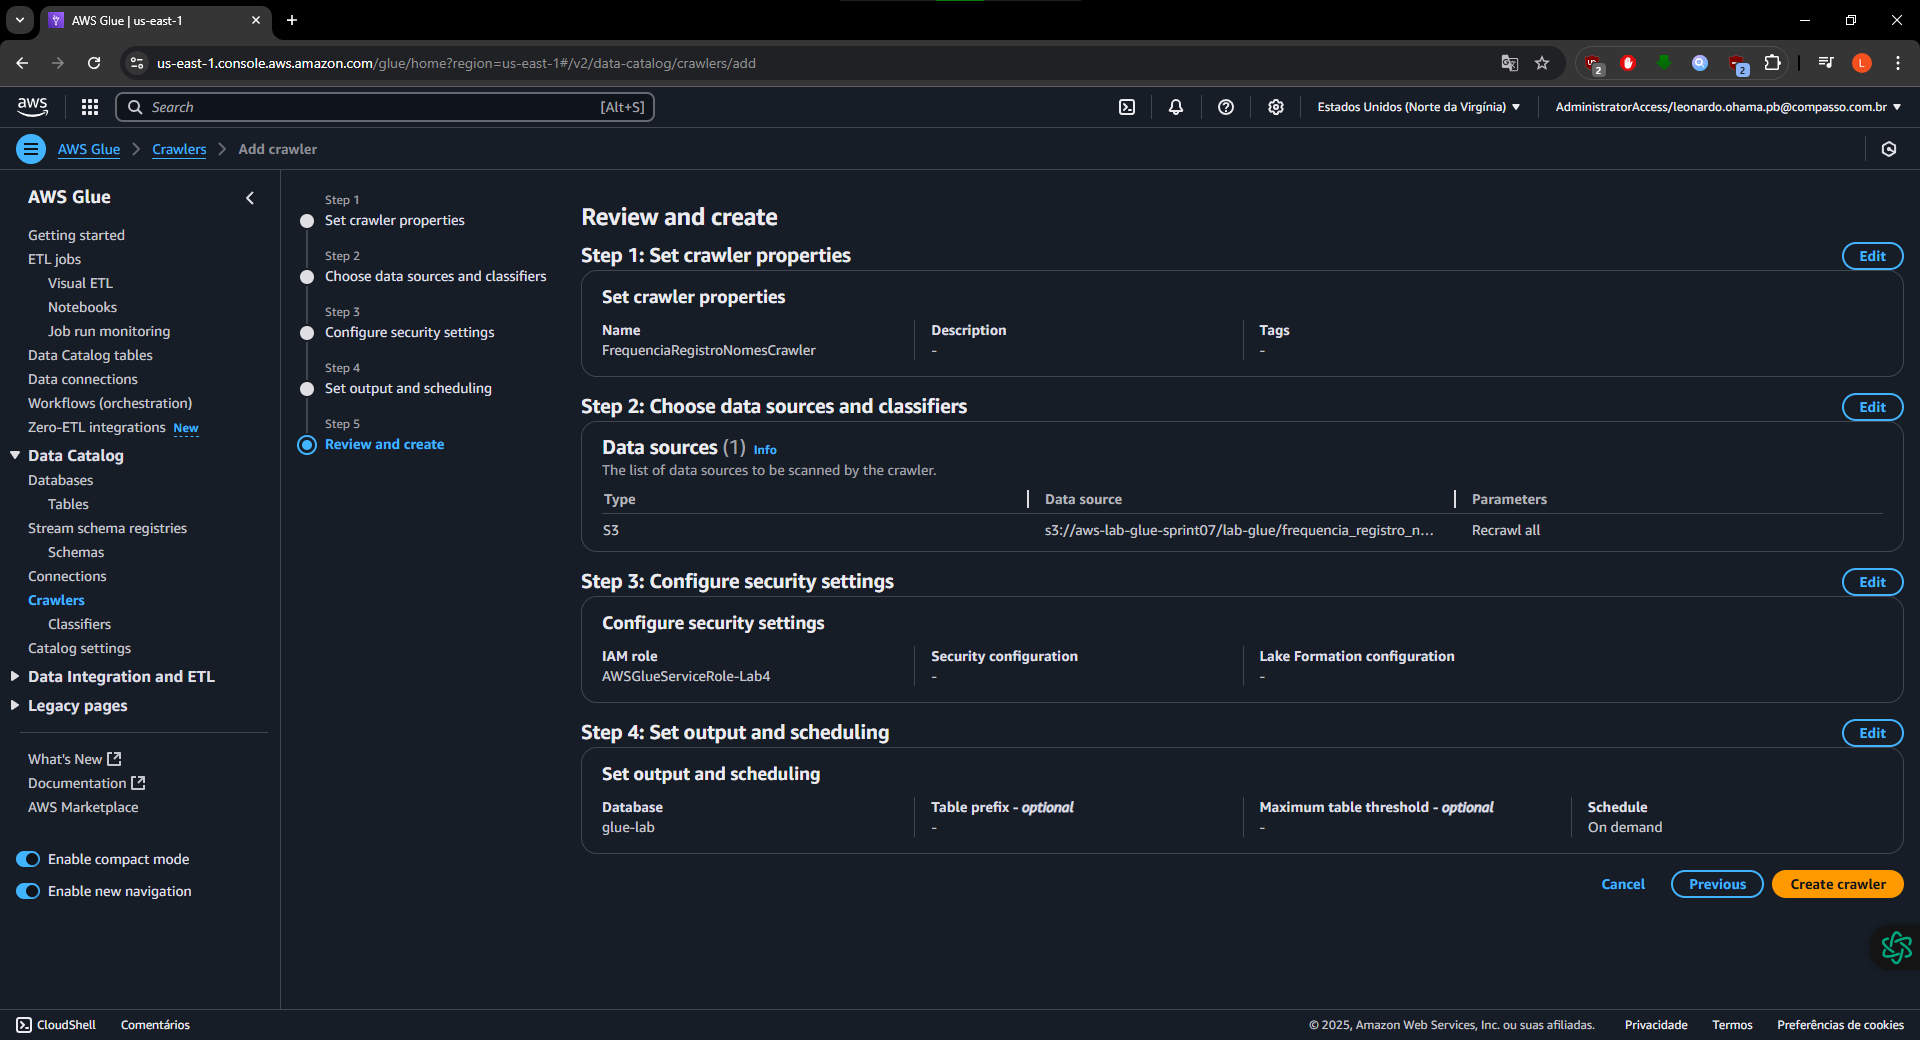 AWS Glue | us-east-1
us-east-1.console.aws.amazon.com/glue/home?region=us-east-1#/v2/data-catalog/crawlers/add
2
2
L
aws
Search
[Alt+S]
Estados Unidos (Norte da Virgínia)
AdministratorAccess/leonardo.ohama.pb@compasso.com.br
AWS Glue
Crawlers
Add crawler
AWS Glue
Getting started
ETL jobs
Visual ETL
Notebooks
Job run monitoring
Data Catalog tables
Data connections
Workflows (orchestration)
Zero-ETL integrations New
Data Catalog
Databases
Tables
Stream schema registries
Schemas
Connections
Crawlers
Classifiers
Catalog settings
Data Integration and ETL
Legacy pages
What's New
Documentation
AWS Marketplace
Enable compact mode
Enable new navigation
Step 1
Set crawler properties
Step 2
Choose data sources and classifiers
Step 3
Configure security settings
Step 4
Set output and scheduling
Step 5
Review and create
Review and create
Step 1: Set crawler properties
Edit
Set crawler properties
Name
FrequenciaRegistroNomesCrawler
Description
-
Tags
-
Step 2: Choose data sources and classifiers
Edit
Data sources (1) Info
The list of data sources to be scanned by the crawler.
Type
Data source
Parameters
S3
s3://aws-lab-glue-sprint07/lab-glue/frequencia_registro_n...
Recrawl all
Step 3: Configure security settings
Edit
Configure security settings
IAM role
AWSGlueServiceRole-Lab4
Security configuration
-
Lake Formation configuration
-
Step 4: Set output and scheduling
Edit
Set output and scheduling
Database
glue-lab
Table prefix - optional
-
Maximum table threshold - optional
-
Schedule
On demand
Cancel
Previous
Create crawler
CloudShell
Comentários
© 2025, Amazon Web Services, Inc. ou suas afiliadas.
Privacidade
Termos
Preferências de cookies